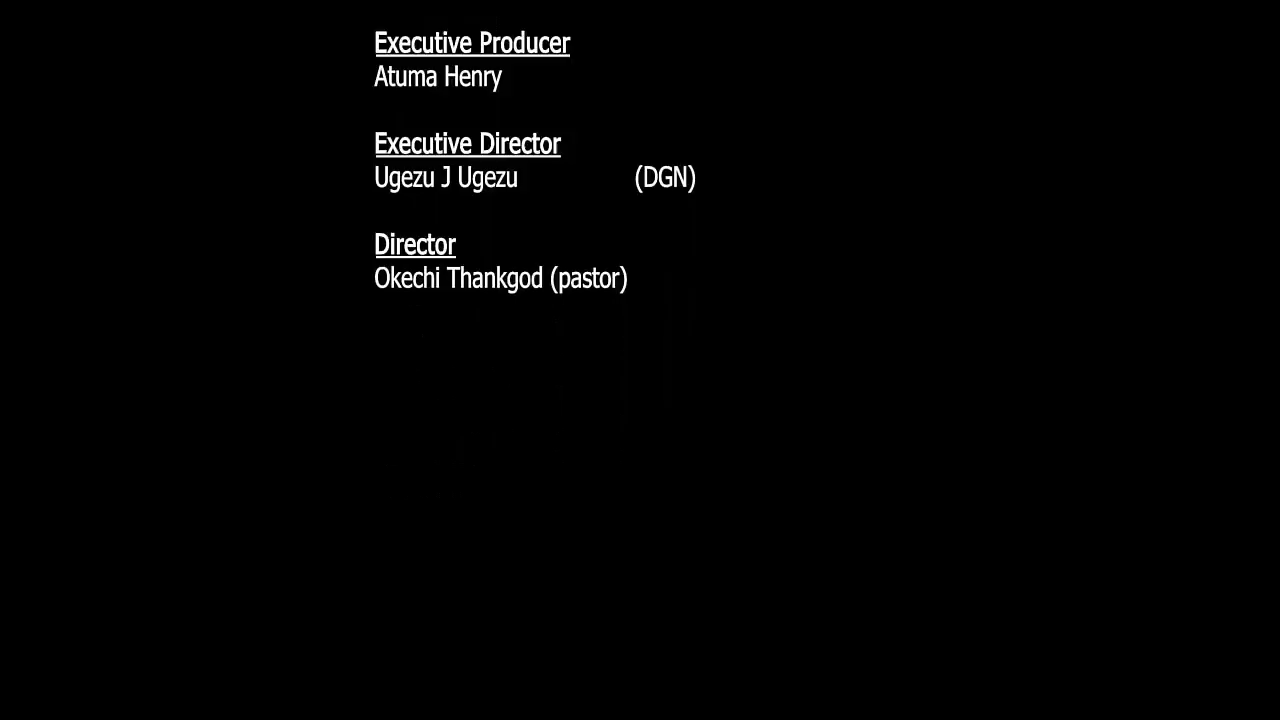 Executive Producer
Atuma Henry
Executive Director
Ugezu J Ugezu (DGN)
Director
Okechi Thankgod (pastor)